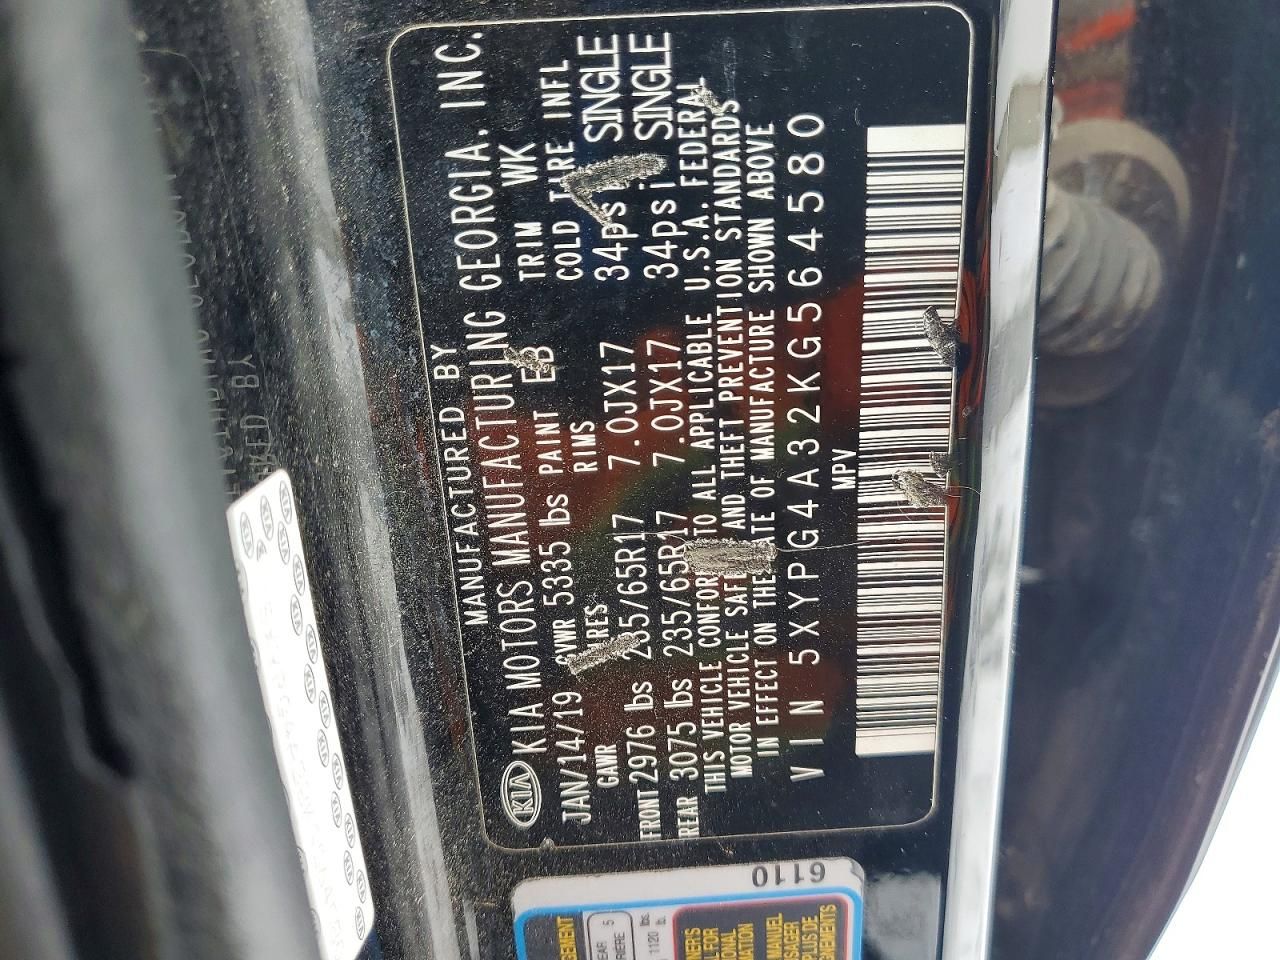 MANUFACTURED BY
KIA KIA MOTORS MANUFACTURING GEORGIA, INC.
JAN/14/19 GVWR 5335 lbs PAINT EB TRIM WK
GAWR TIRES RIMS COLD TIRE INFL
FRONT 2976 lbs 235/65R17 7.0JX17 34psi SINGLE
REAR 3075 lbs 235/65R17 7.0JX17 34psi SINGLE
THIS VEHICLE CONFORMS TO ALL APPLICABLE U.S.A. FEDERAL
MOTOR VEHICLE SAFETY AND THEFT PREVENTION STANDARDS
IN EFFECT ON THE DATE OF MANUFACTURE SHOWN ABOVE
VIN 5XYPG4A32KG564580
MPV
6110